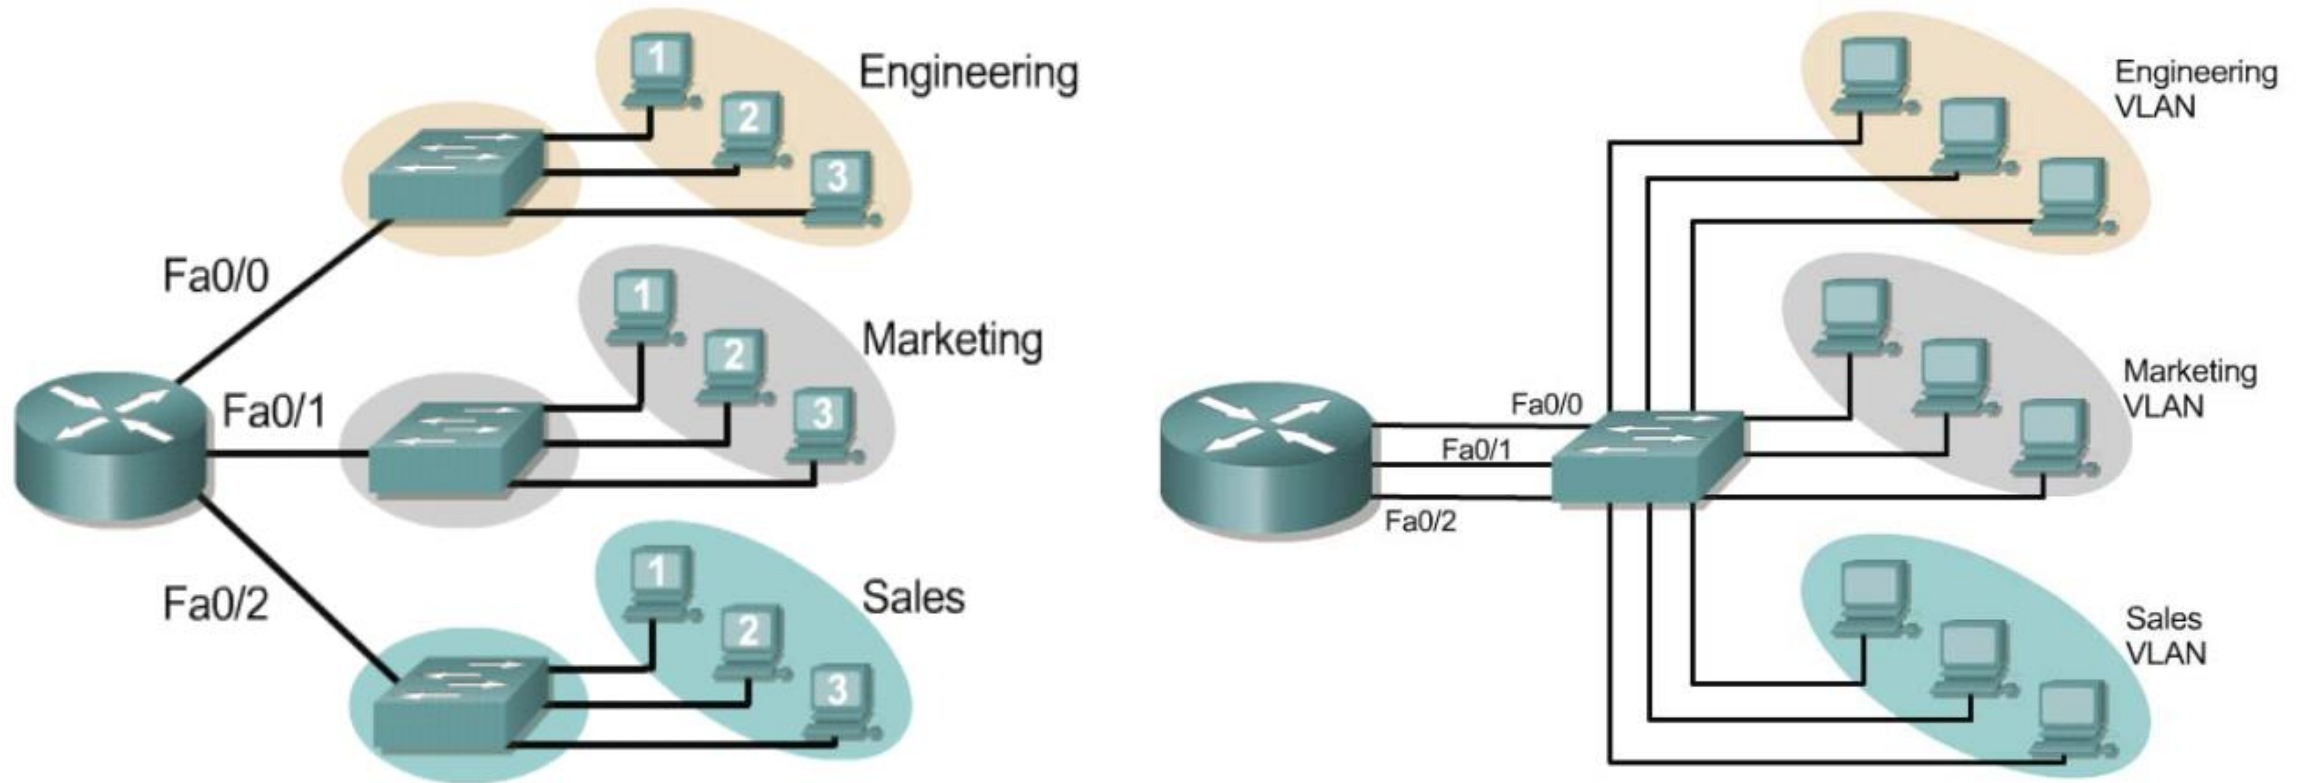 1
2
3
Engineering
Fa0/0
1
2
3
Marketing
Fa0/1
1
2
3
Sales
Fa0/2
Engineering
VLAN
Marketing
VLAN
Fa0/0
Fa0/1
Fa0/2
Sales
VLAN